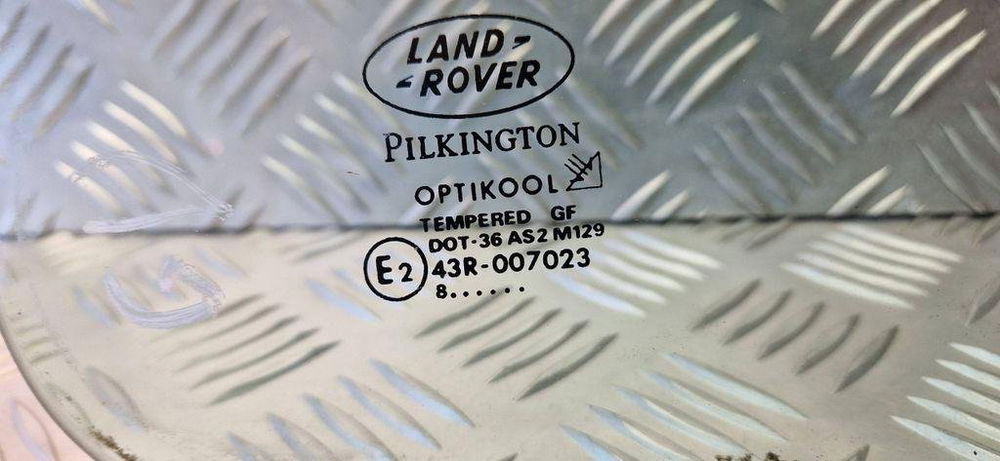 LAND-
-ROVER
PILKINGTON
OPTIKOOL
TEMPERED GF
DOT-36 AS2 M129
E2 43R-007023
8......